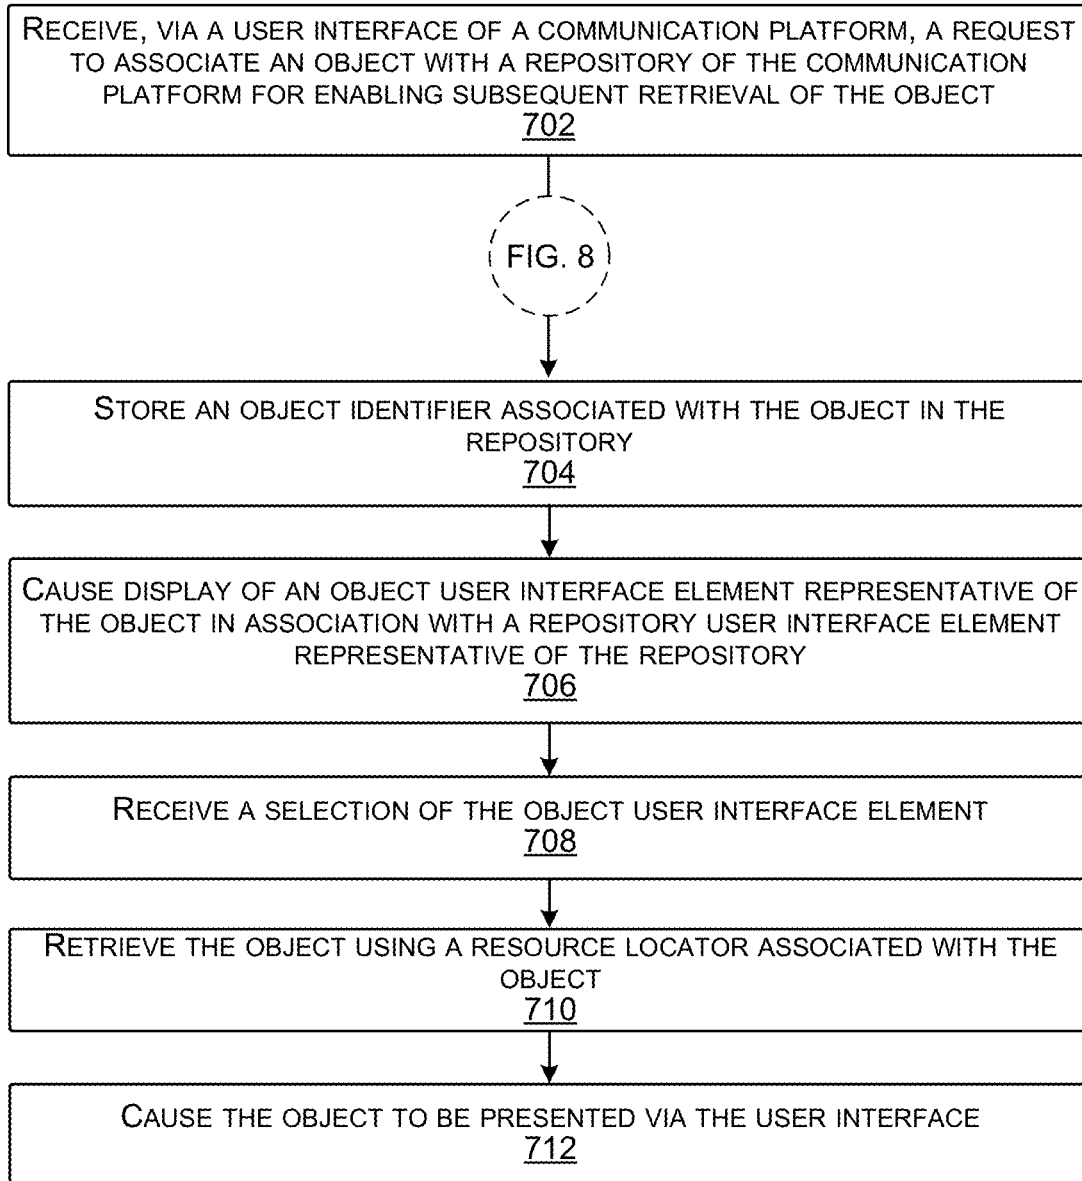 RECEIVE, VIA A USER INTERFACE OF A COMMUNICATION PLATFORM, A REQUEST
TO ASSOCIATE AN OBJECT WITH A REPOSITORY OF THE COMMUNICATION
PLATFORM FOR ENABLING SUBSEQUENT RETRIEVAL OF THE OBJECT
702
FIG. 8
STORE AN OBJECT IDENTIFIER ASSOCIATED WITH THE OBJECT IN THE
REPOSITORY
704
CAUSE DISPLAY OF AN OBJECT USER INTERFACE ELEMENT REPRESENTATIVE OF
THE OBJECT IN ASSOCIATION WITH A REPOSITORY USER INTERFACE ELEMENT
REPRESENTATIVE OF THE REPOSITORY
706
RECEIVE A SELECTION OF THE OBJECT USER INTERFACE ELEMENT
708
RETRIEVE THE OBJECT USING A RESOURCE LOCATOR ASSOCIATED WITH THE
OBJECT
710
CAUSE THE OBJECT TO BE PRESENTED VIA THE USER INTERFACE
712